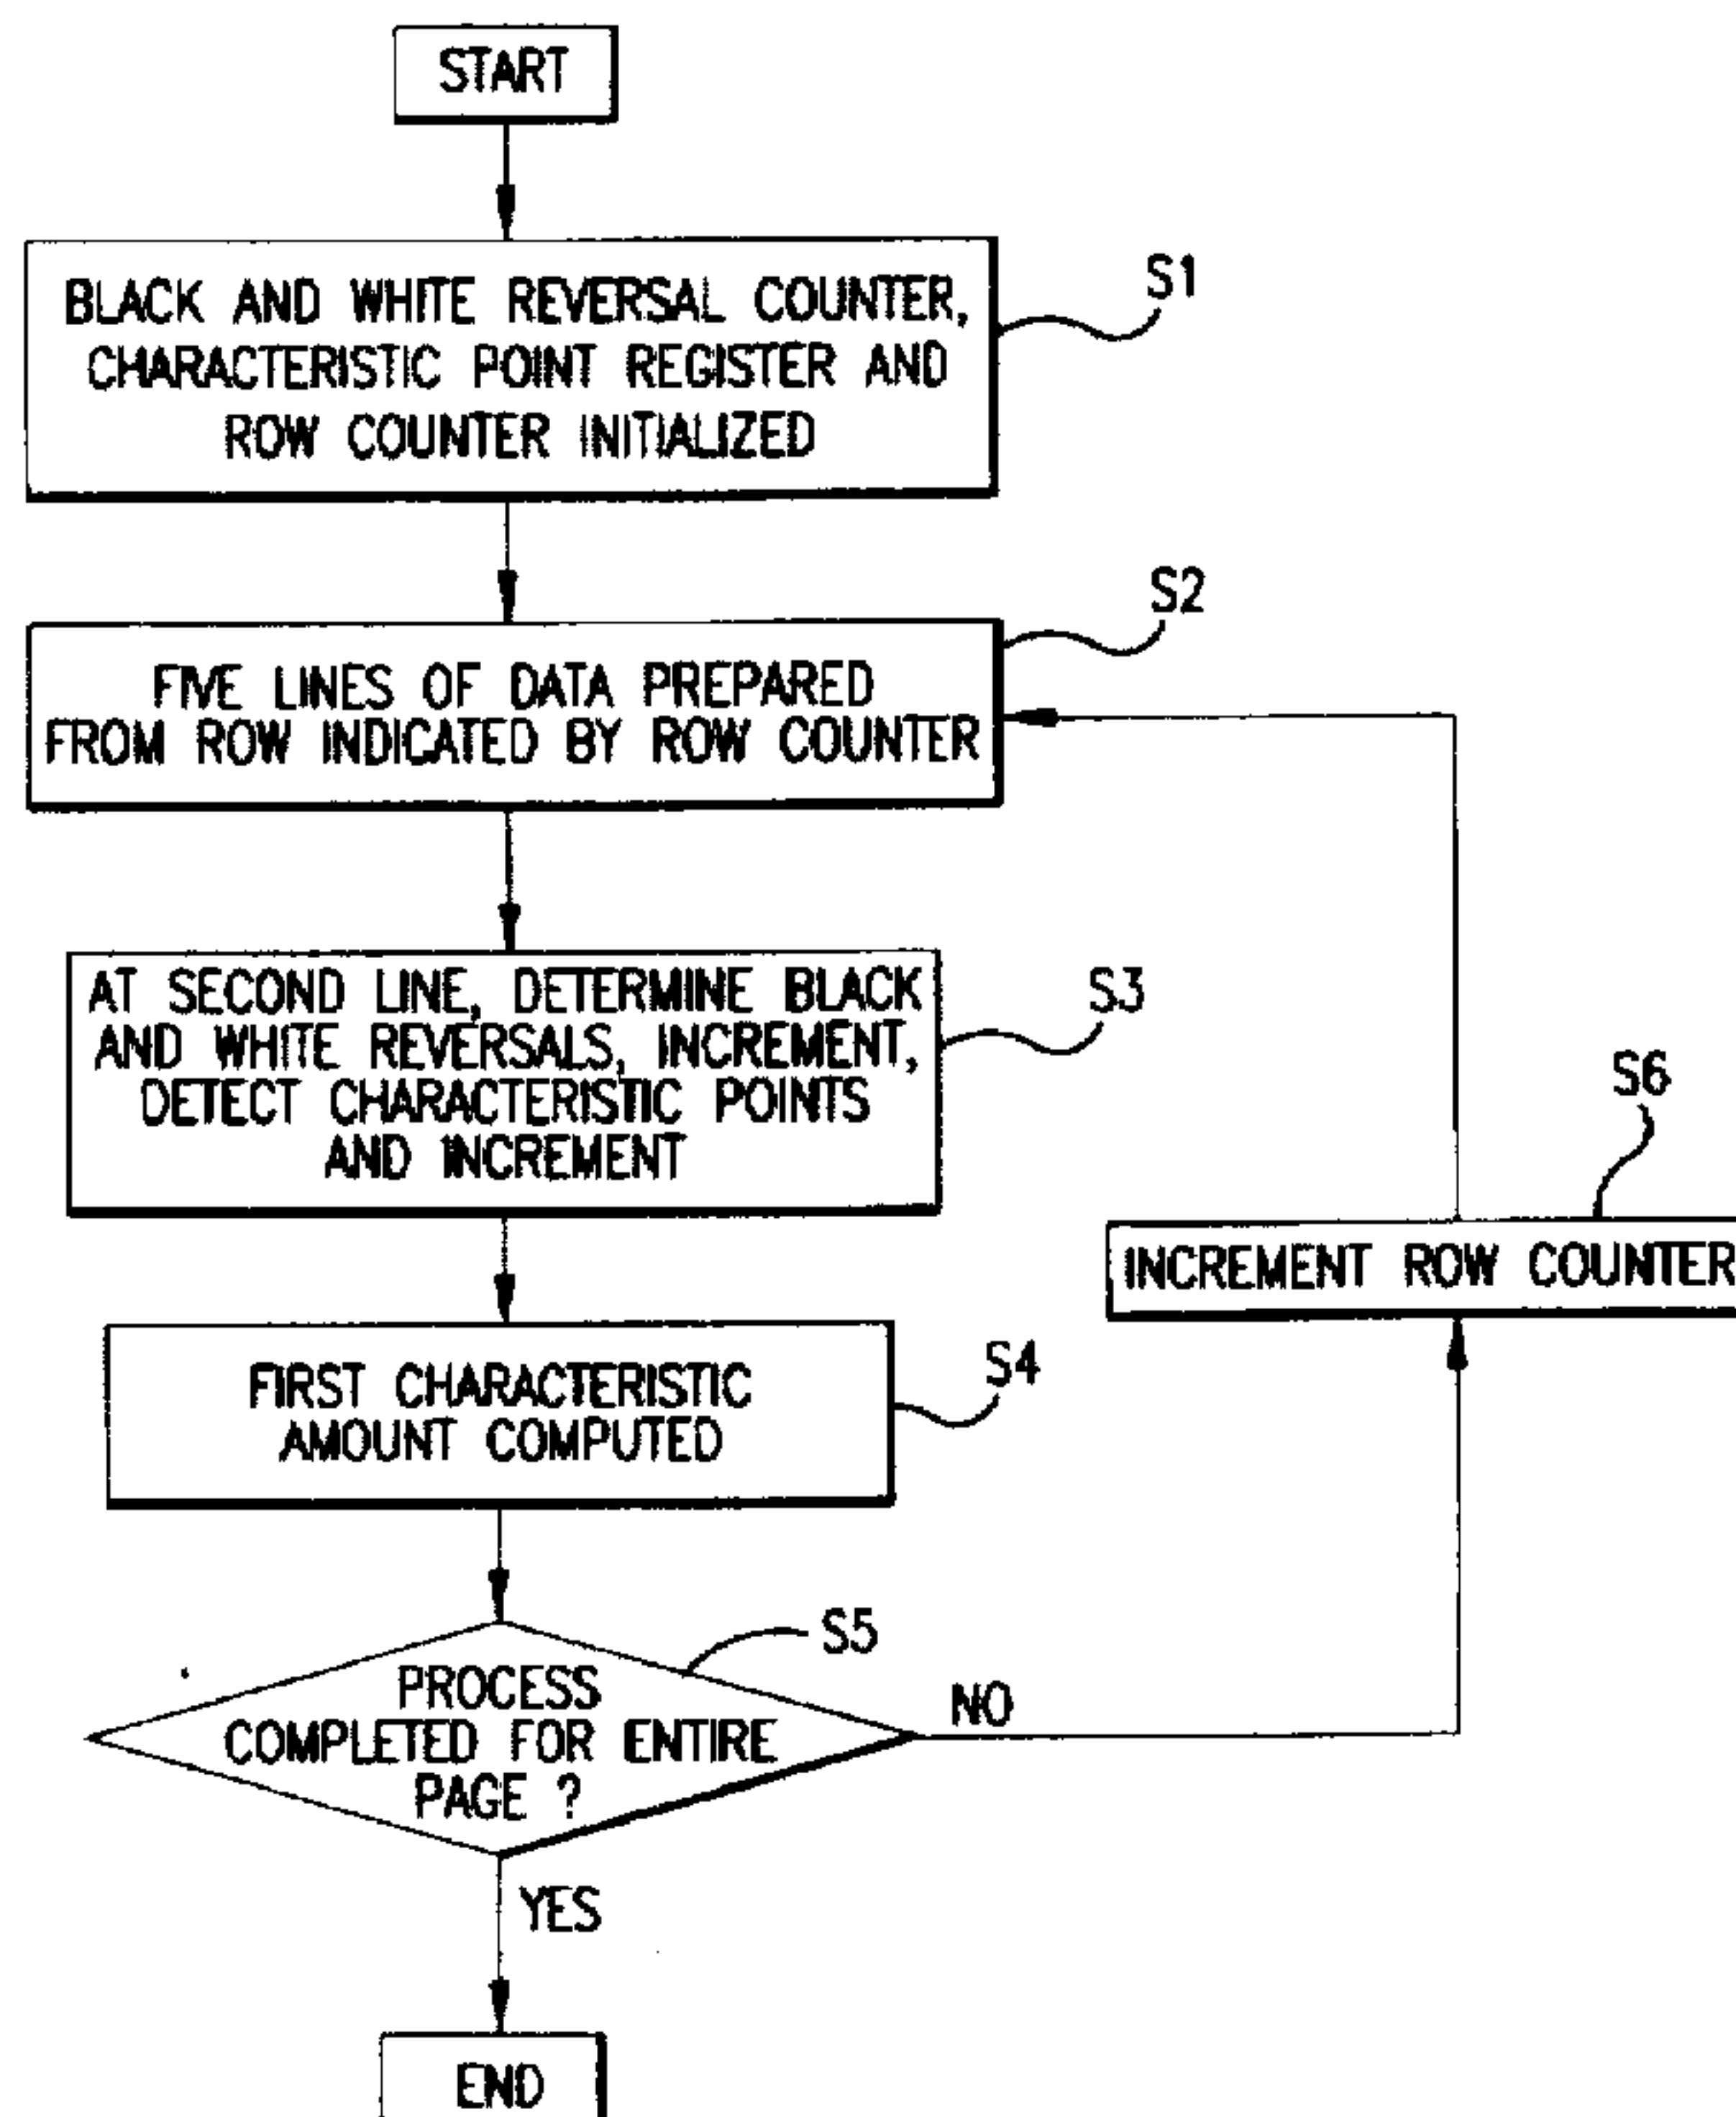 START
BLACK AND WHITE REVERSAL COUNTER,
CHARACTERISTIC POINT REGISTER AND
ROW COUNTER INITIALIZED
S1
S2
FIVE LINES OF DATA PREPARED
FROM ROW INDICATED BY ROW COUNTER
AT SECOND LINE, DETERMINE BLACK
AND WHITE REVERSALS, INCREMENT,
DETECT CHARACTERISTIC POINTS
AND INCREMENT
S3
S6
INCREMENT ROW COUNTER
FIRST CHARACTERISTIC
AMOUNT COMPUTED
S4
S5
PROCESS
COMPLETED FOR ENTIRE
PAGE ?
NO
YES
END